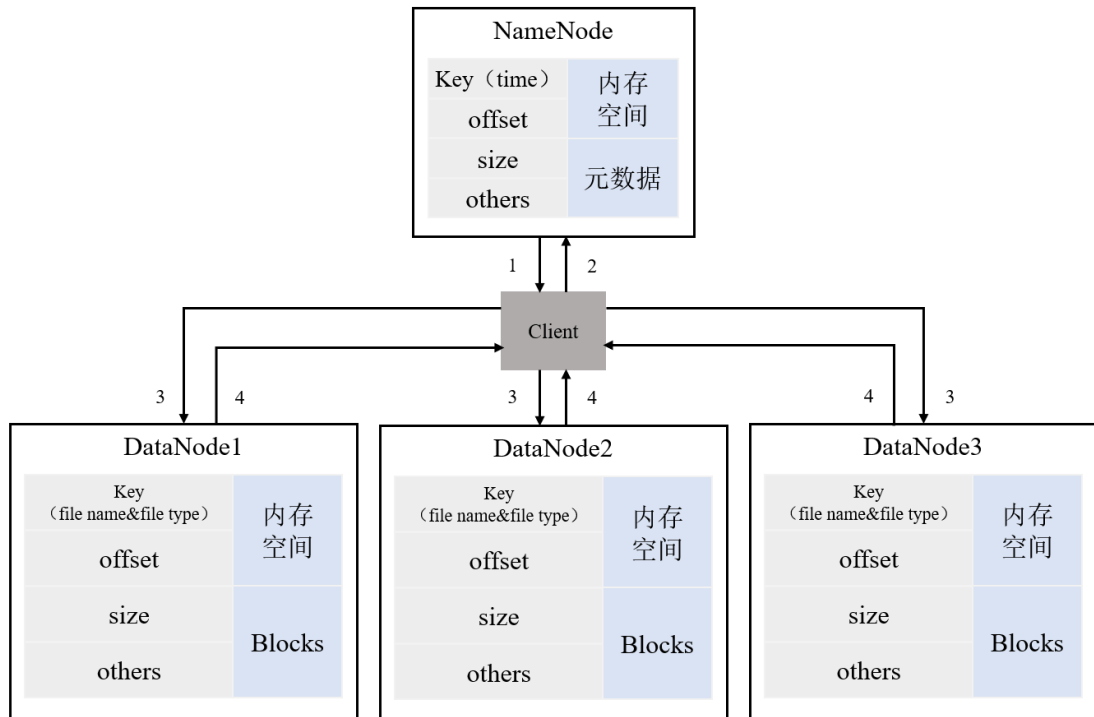 NameNode
Key（time）
offset
size
others
内存
空间
元数据
1
2
Client
3
4
3
4
4
3
DataNode1
Key
（file name&file type）
offset
size
others
内存
空间
Blocks
DataNode2
Key
（file name&file type）
offset
size
others
内存
空间
Blocks
DataNode3
Key
（file name&file type）
offset
size
others
内存
空间
Blocks